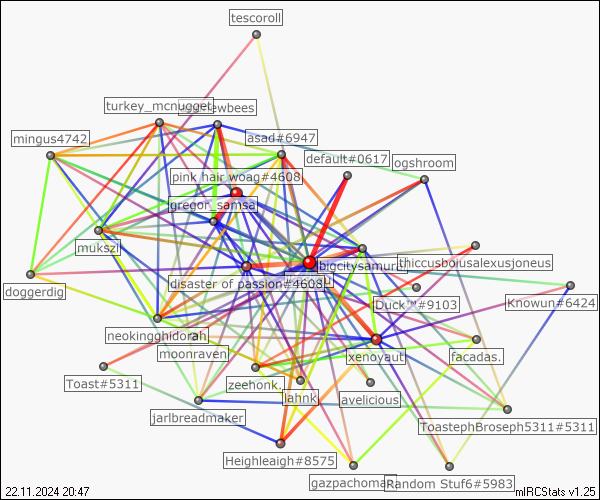 tescoroll
turkey_mcnugget
ewbees
mingus4742
asad#6947
default#0617
ogshroom
pink hair woag#4608
gregor_samsa
mukszi
bigcitysamurai
thiccusboiusalexusjoneus
disaster of passion#4608
doggerdig
Duck™#9103
Knowun#6424
neokingghidorah
moonraven
xenovaut
facadas.
Toast#5311
zeehonk.
lahnk
avelicious
jarlbreadmaker
ToastephBroseph5311#5311
Heighleaigh#8575
gazpachoman
Random Stuf6#5983
22.11.2024 20:47
mIRCStats v1.25